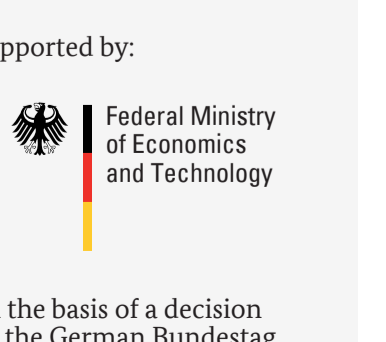 pported by:
Federal Ministry
of Economics
and Technology
the basis of a decision
the German Bundestag